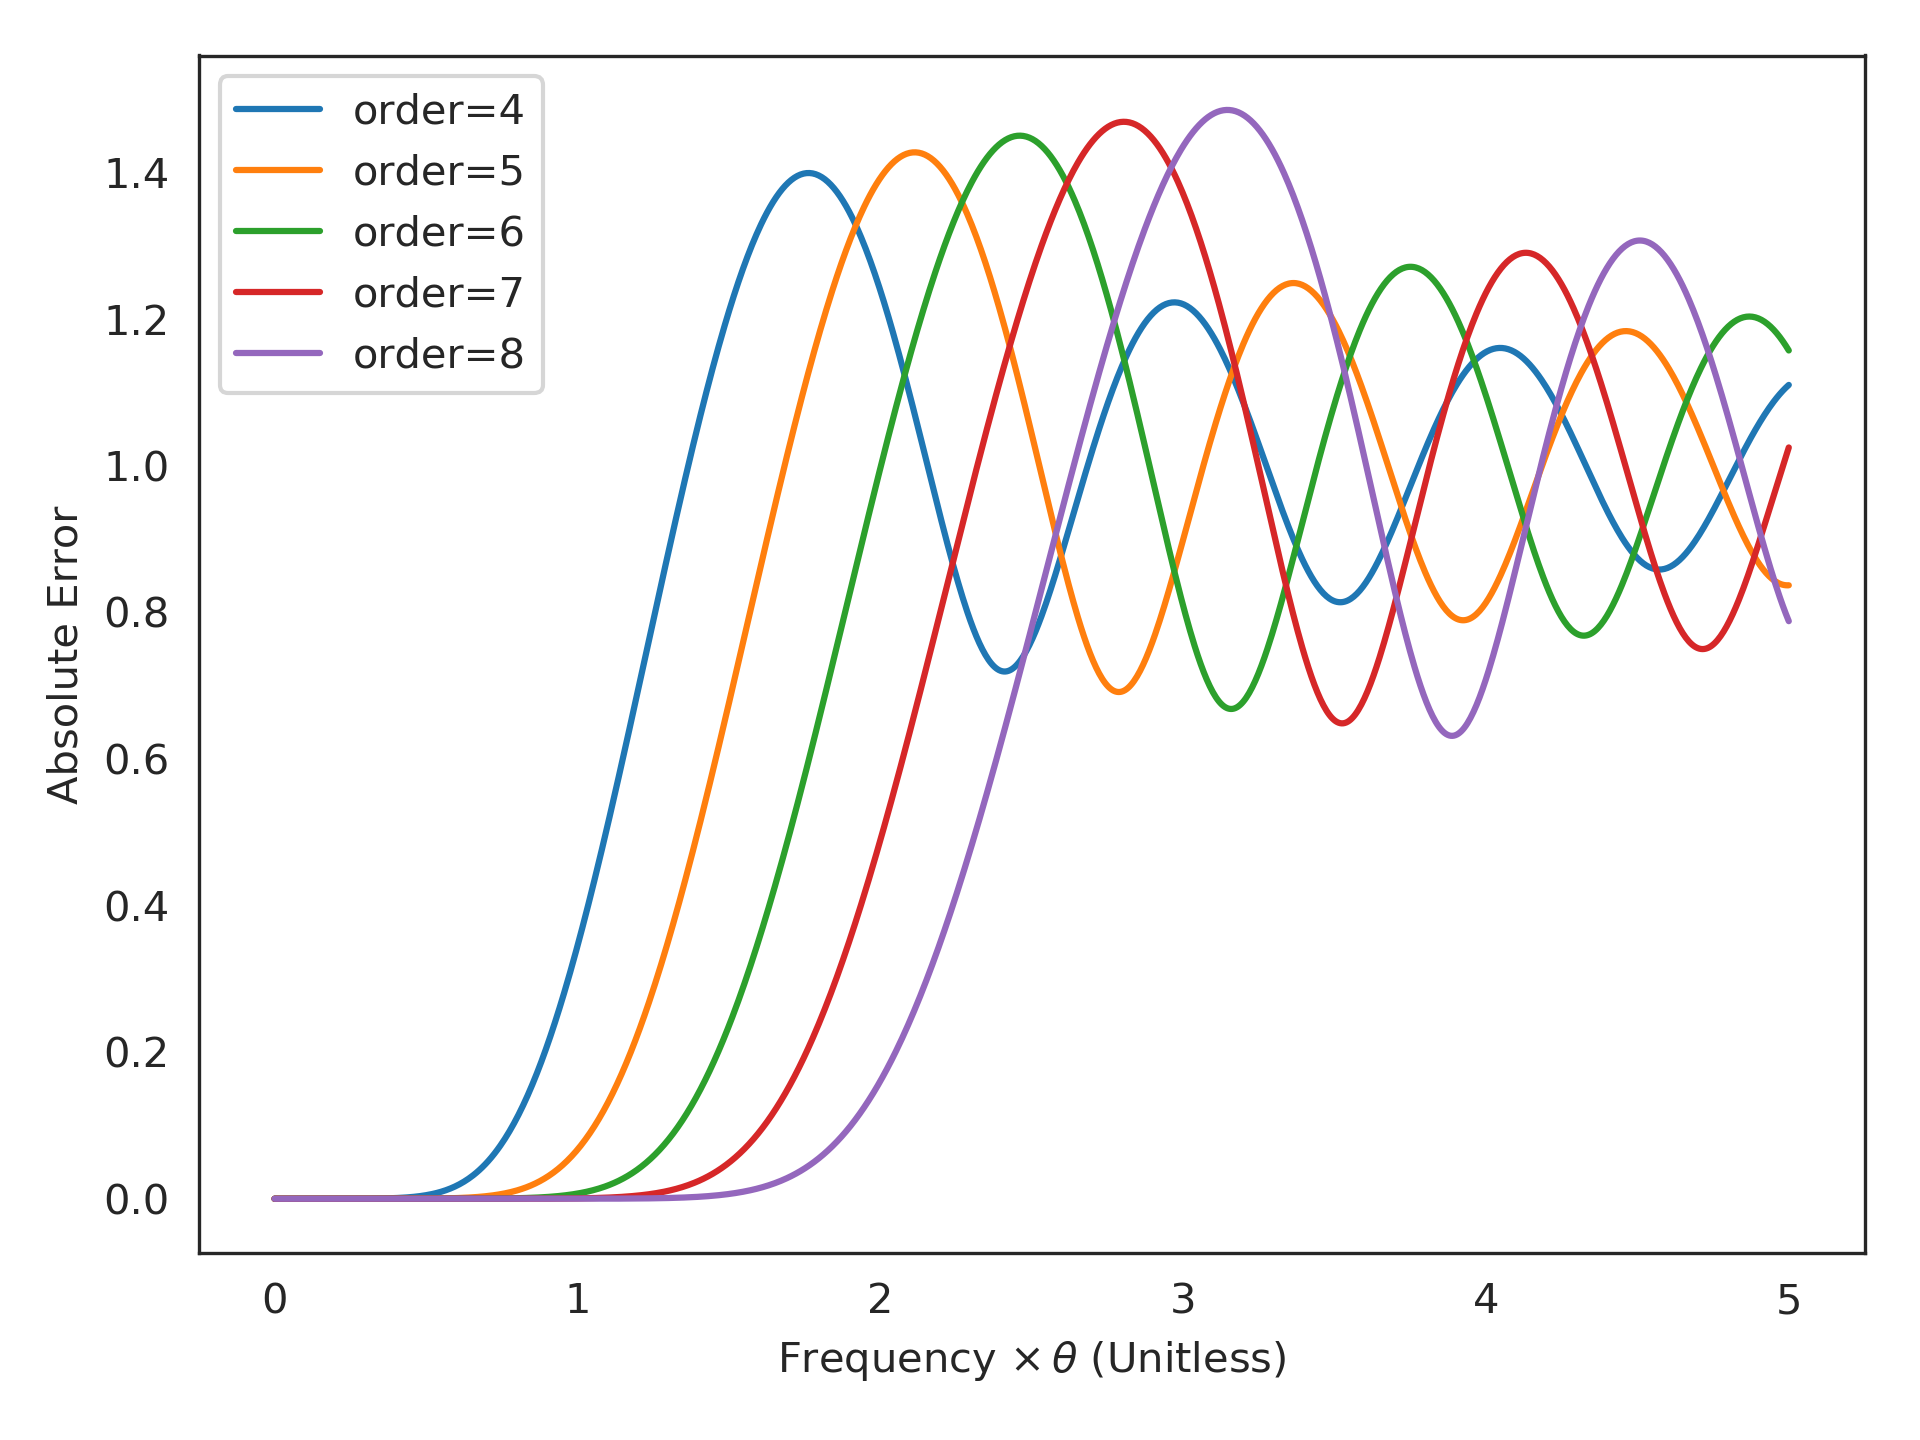 order=4
order=5
order=6
order=7
order=8
1.4
1.2
1.0
0.8
0.6
0.4
0.2
0.0
Absolute Error
0 1 2 3 4 5
Frequency × θ (Unitless)